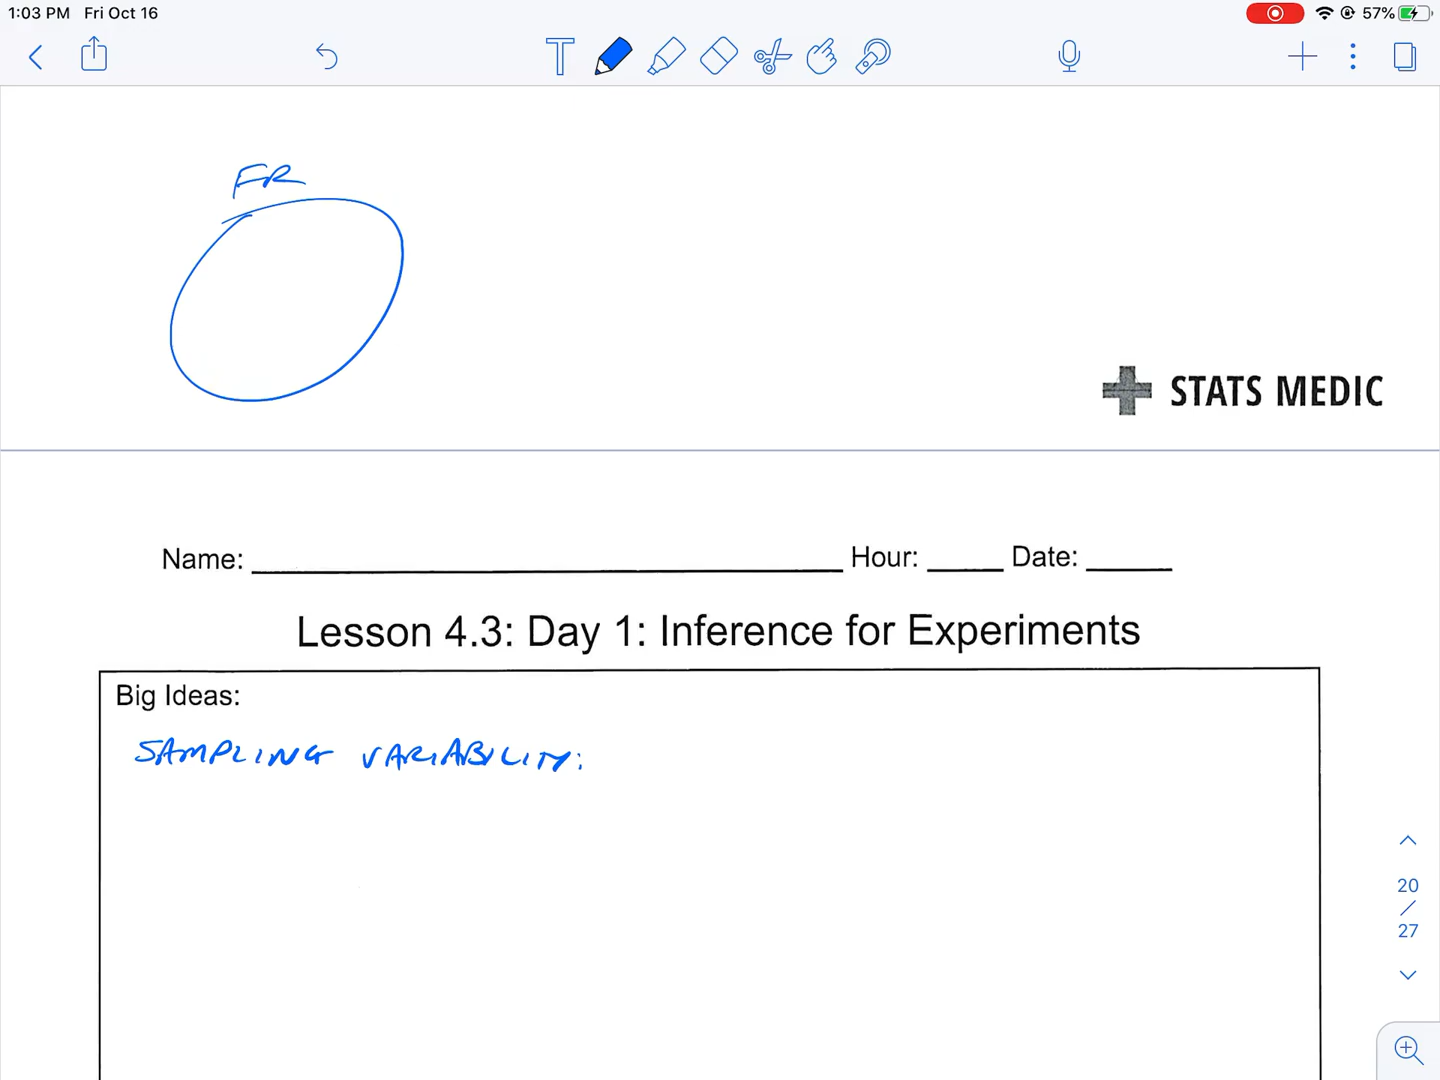 1:03 PM Fri Oct 16 57%
T
FR
STATS MEDIC
Name: Hour: Date:
Lesson 4.3: Day 1: Inference for Experiments
Big Ideas:
SAMPLING VARIABILITY:
20
/
27